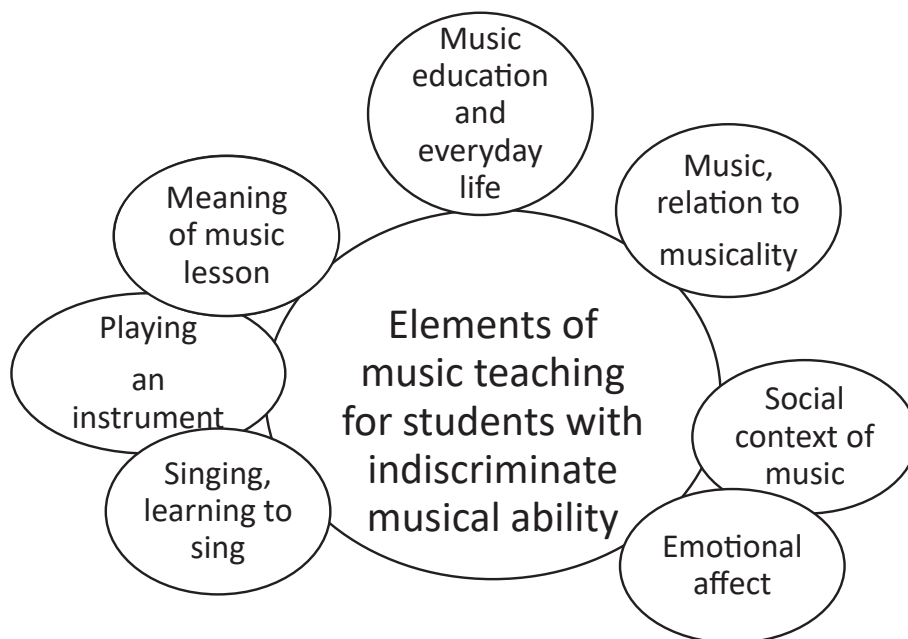 Music
education
and
everyday
life
Music,
relation to
musicality
Meaning
of music
lesson
Playing
an
instrument
Elements of
music teaching
for students with
indiscriminate
musical ability
Social
context of
music
Singing,
learning to
sing
Emotional
affect